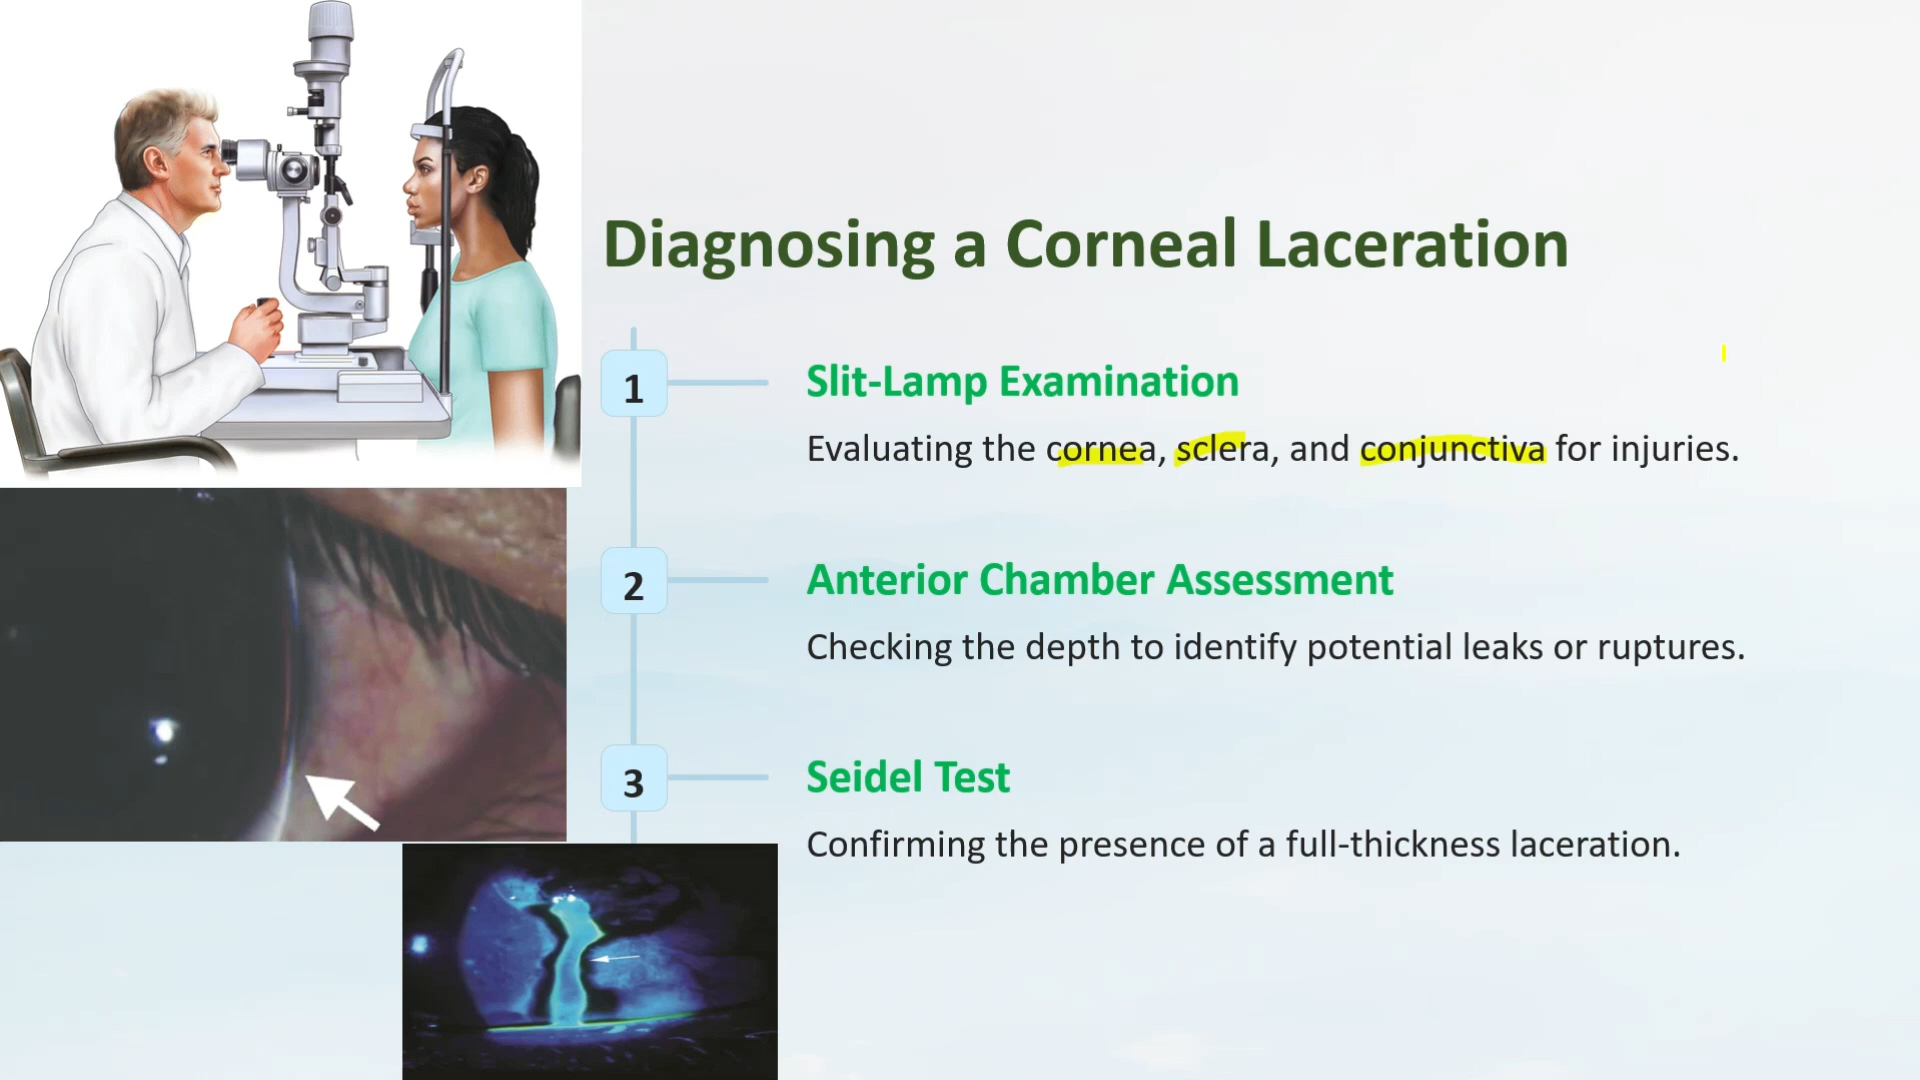 Diagnosing a Corneal Laceration
1
Slit-Lamp Examination
Evaluating the cornea, sclera, and conjunctiva for injuries.
2
Anterior Chamber Assessment
Checking the depth to identify potential leaks or ruptures.
3
Seidel Test
Confirming the presence of a full-thickness laceration.